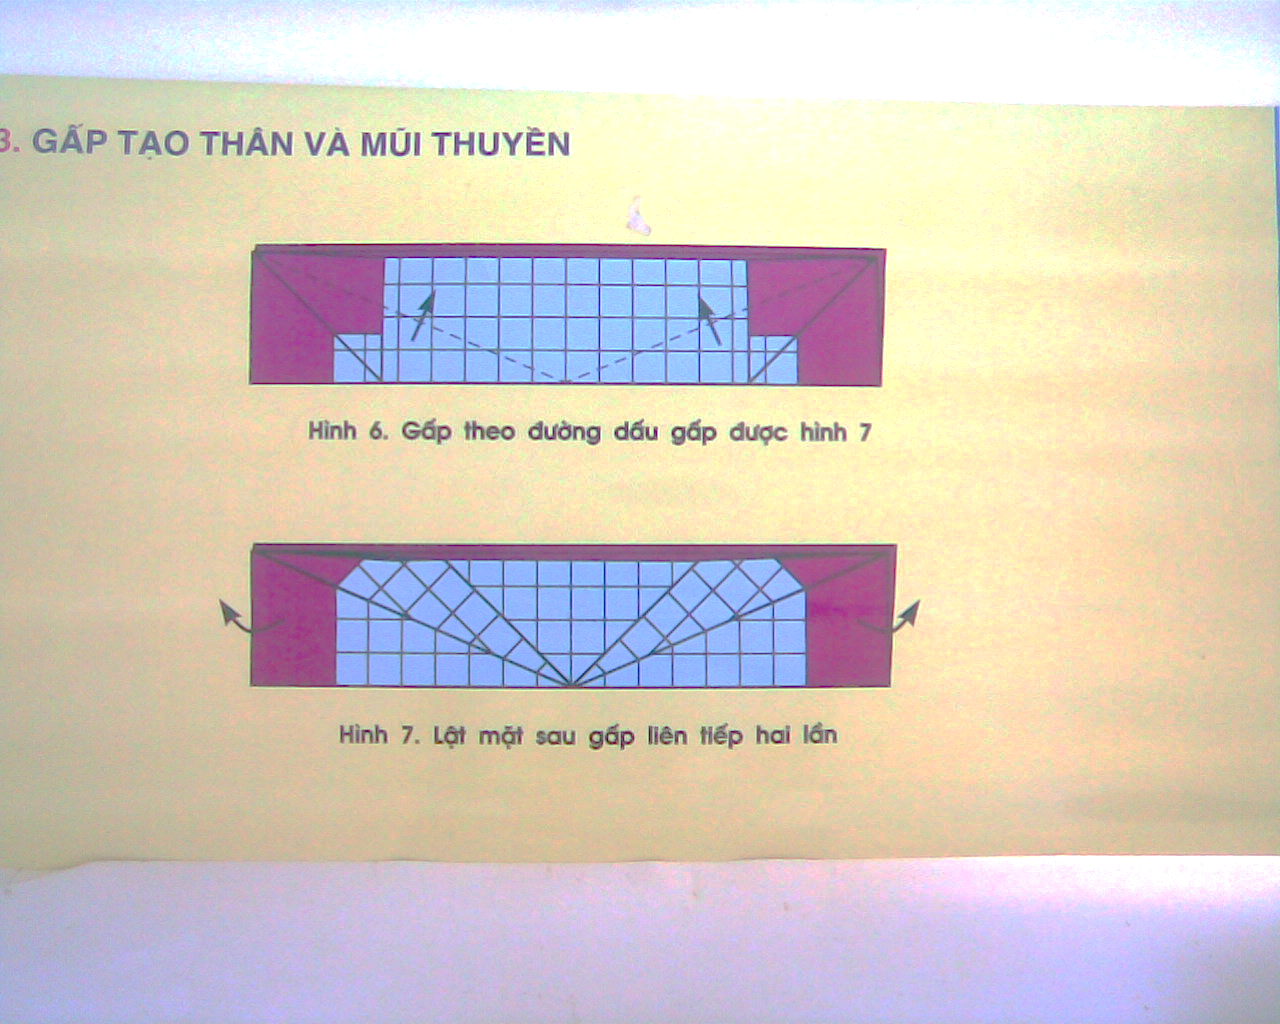 3. GẤP TẠO THÂN VÀ MŨI THUYỀN
Hình 6. Gấp theo đường dấu gấp được hình 7
Hình 7. Lật mặt sau gấp liên tiếp hai lần